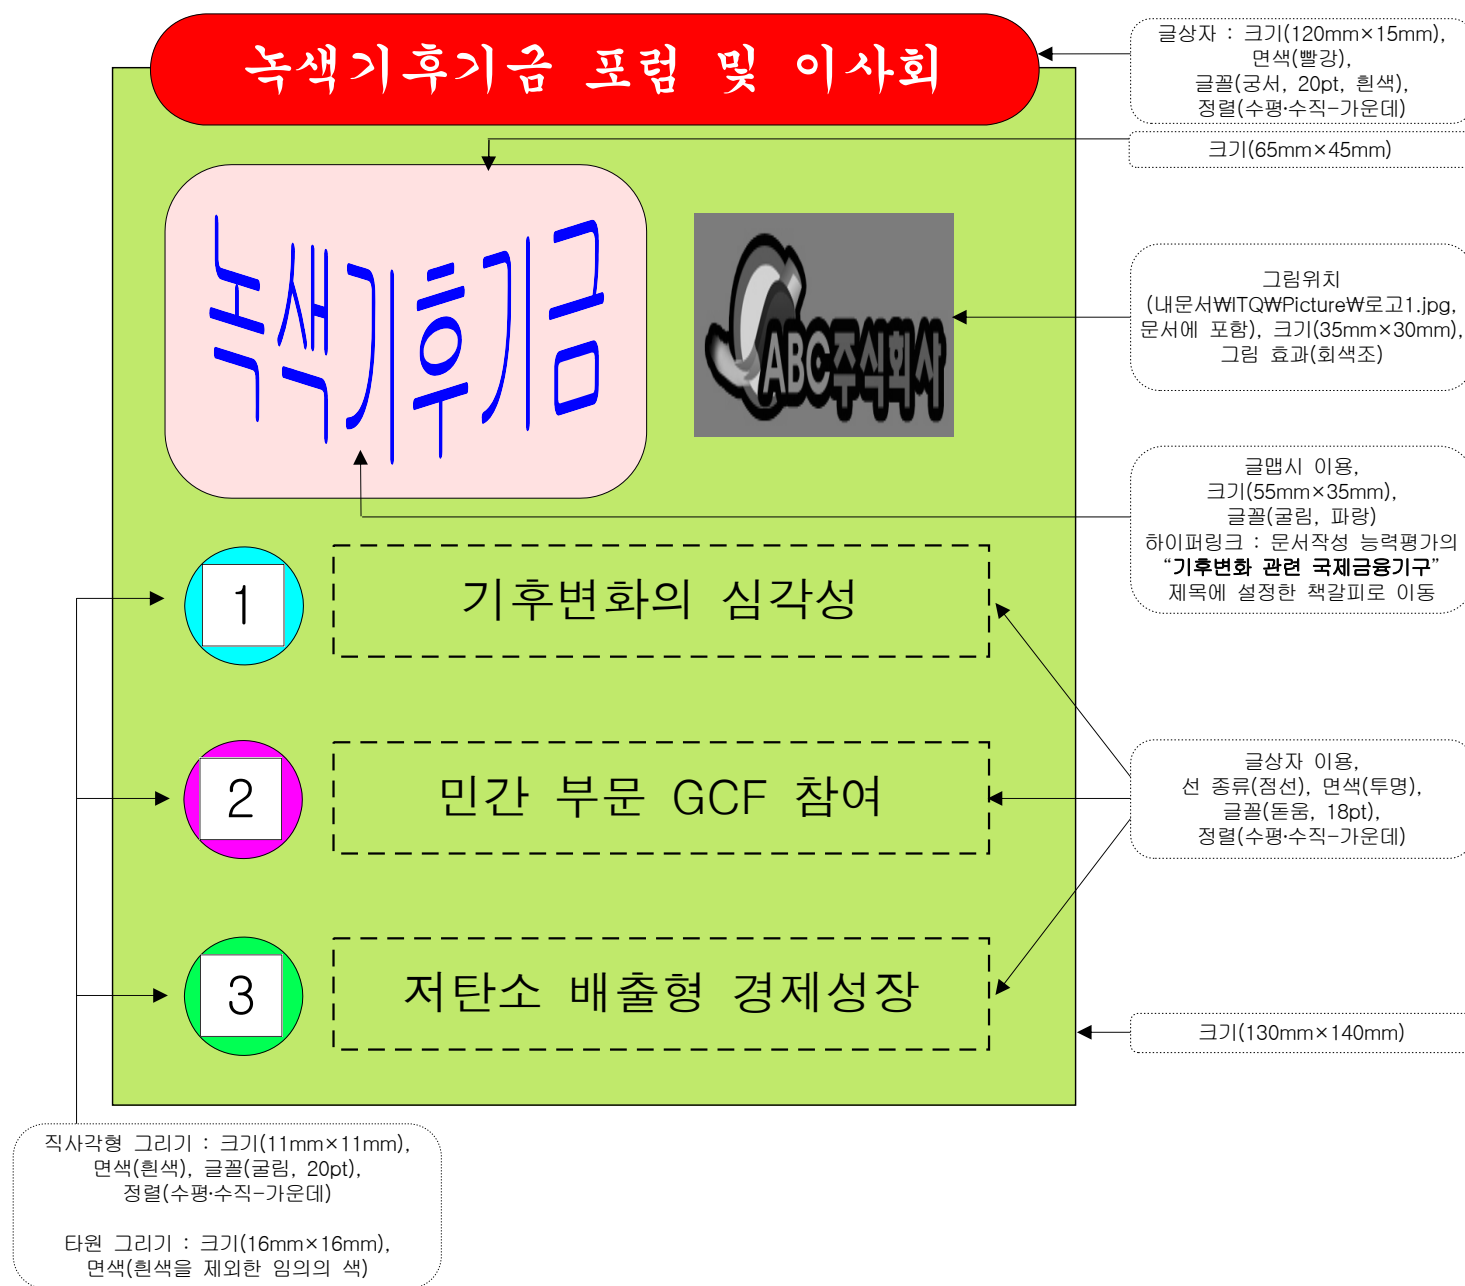 녹색기후기금 포럼 및 이사회
글상자 : 크기(120mm×15mm),
면색(빨강),
글꼴(궁서, 20pt, 흰색),
정렬(수평·수직-가운데)
크기(65mm×45mm)
녹색기후기금
ABC주식회사
그림위치
(내문서₩ITQ₩Picture₩로고1.jpg,
문서에 포함), 크기(35mm×30mm),
그림 효과(회색조)
글맵시 이용,
크기(55mm×35mm),
글꼴(굴림, 파랑)
하이퍼링크 : 문서작성 능력평가의
“기후변화 관련 국제금융기구”
제목에 설정한 책갈피로 이동
1
기후변화의 심각성
2
민간 부문 GCF 참여
글상자 이용,
선 종류(점선), 면색(투명),
글꼴(돋움, 18pt),
정렬(수평·수직-가운데)
3
저탄소 배출형 경제성장
크기(130mm×140mm)
직사각형 그리기 : 크기(11mm×11mm),
면색(흰색), 글꼴(굴림, 20pt),
정렬(수평·수직-가운데)
타원 그리기 : 크기(16mm×16mm),
면색(흰색을 제외한 임의의 색)